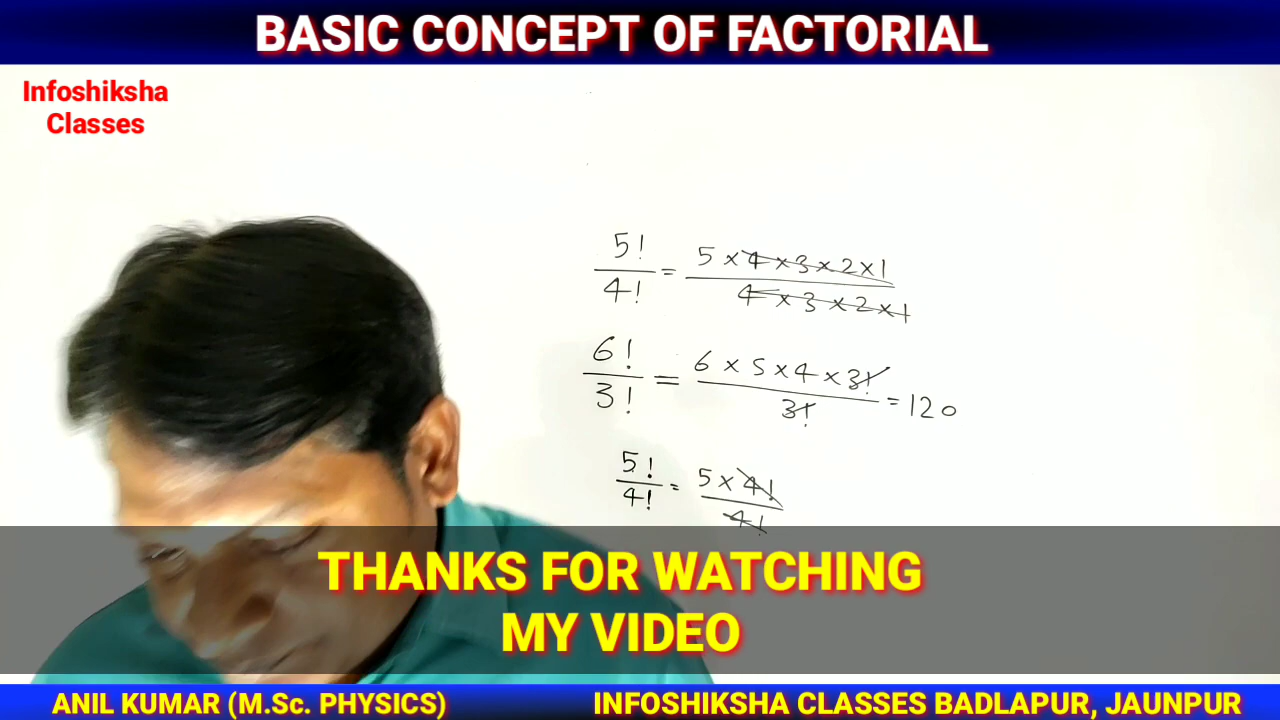 BASIC CONCEPT OF FACTORIAL
Infoshiksha
Classes
5! / 4! = 5 × 4 × 3 × 2 × 1 / 4 × 3 × 2 × 1
6! / 3! = 6 × 5 × 4 × 3! / 3! = 120
5! / 4! = 5 × 4! / 4!
THANKS FOR WATCHING
MY VIDEO
ANIL KUMAR (M.Sc. PHYSICS)
INFOSHIKSHA CLASSES BADLAPUR, JAUNPUR